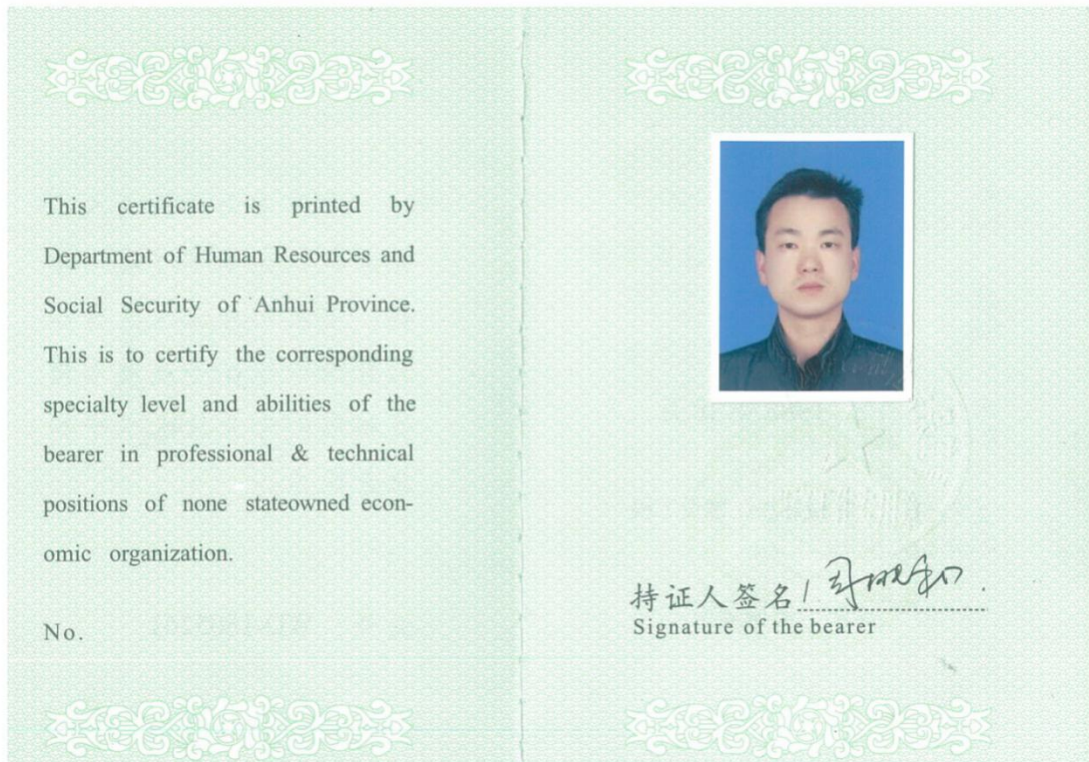 This certificate is printed by
Department of Human Resources and
Social Security of Anhui Province.
This is to certify the corresponding
specialty level and abilities of the
bearer in professional & technical
positions of none stateowned econ-
omic organization.
No.
持证人签名
Signature of the bearer